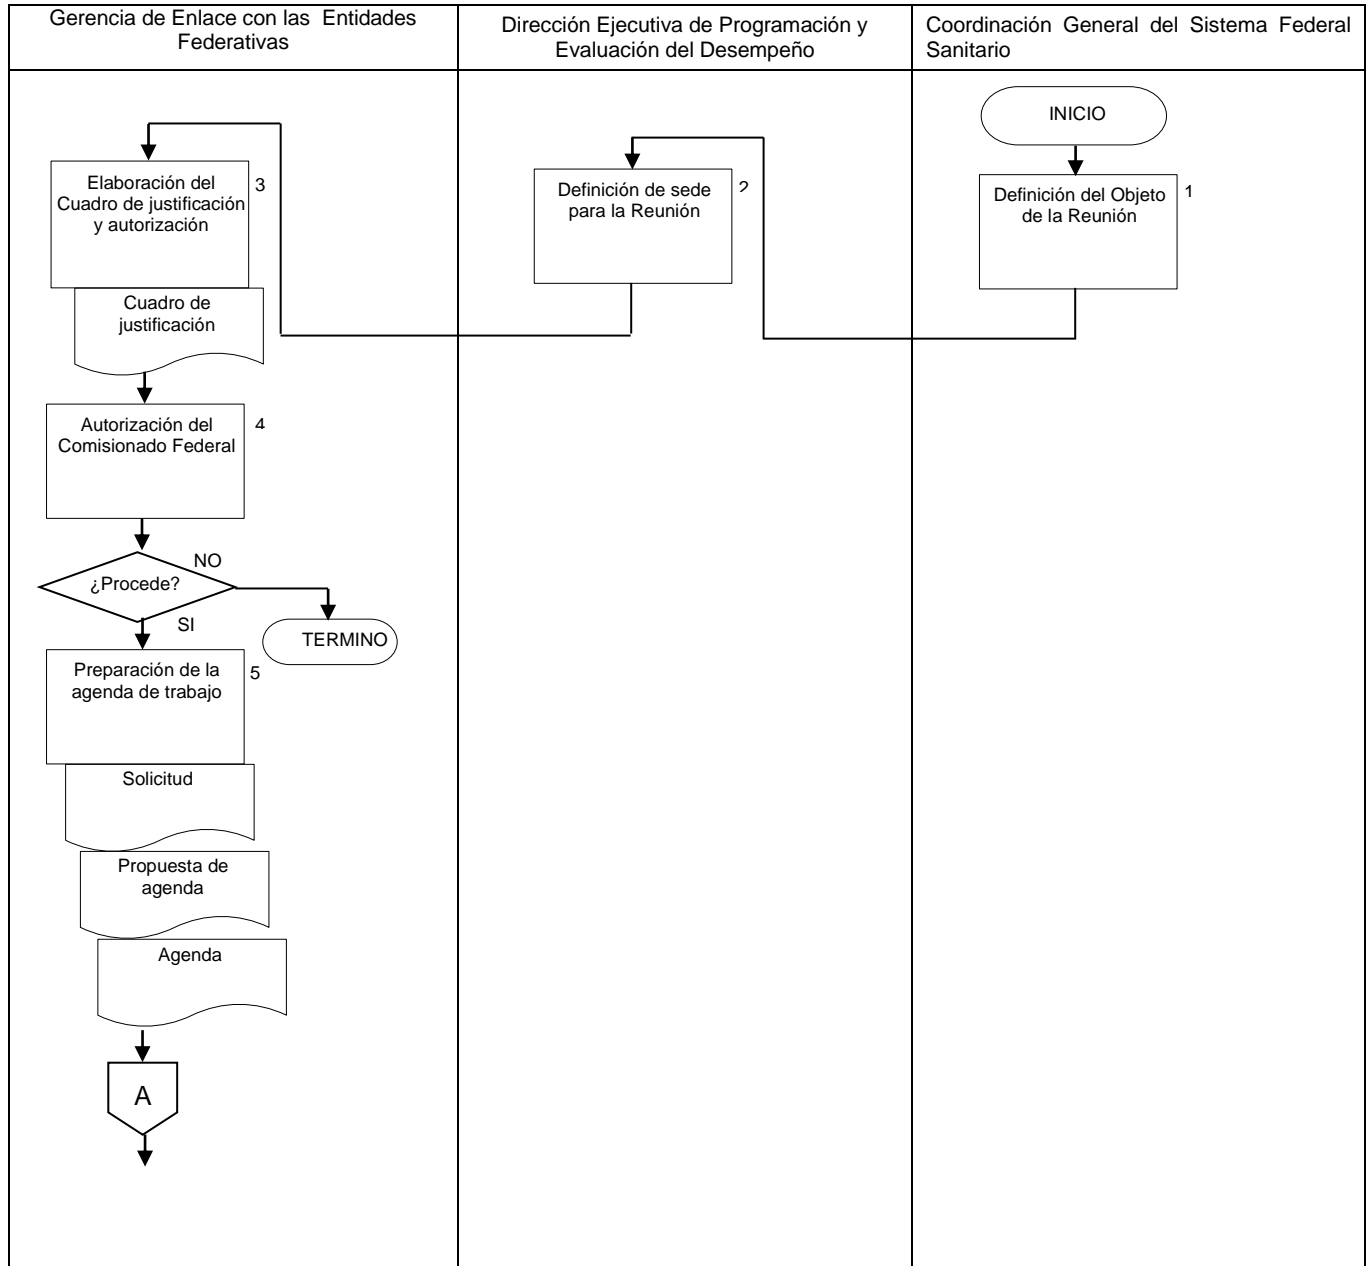 Gerencia de Enlace con las Entidades
Federativas
Dirección Ejecutiva de Programación y
Evaluación del Desempeño
Coordinación General del Sistema Federal
Sanitario
INICIO
Definición del Objeto
de la Reunión
1
Definición de sede
para la Reunión
2
Elaboración del
Cuadro de justificación
y autorización
3
Cuadro de
justificación
Autorización del
Comisionado Federal
4
¿Procede?
NO
TERMINO
SI
Preparación de la
agenda de trabajo
5
Solicitud
Propuesta de
agenda
Agenda
A